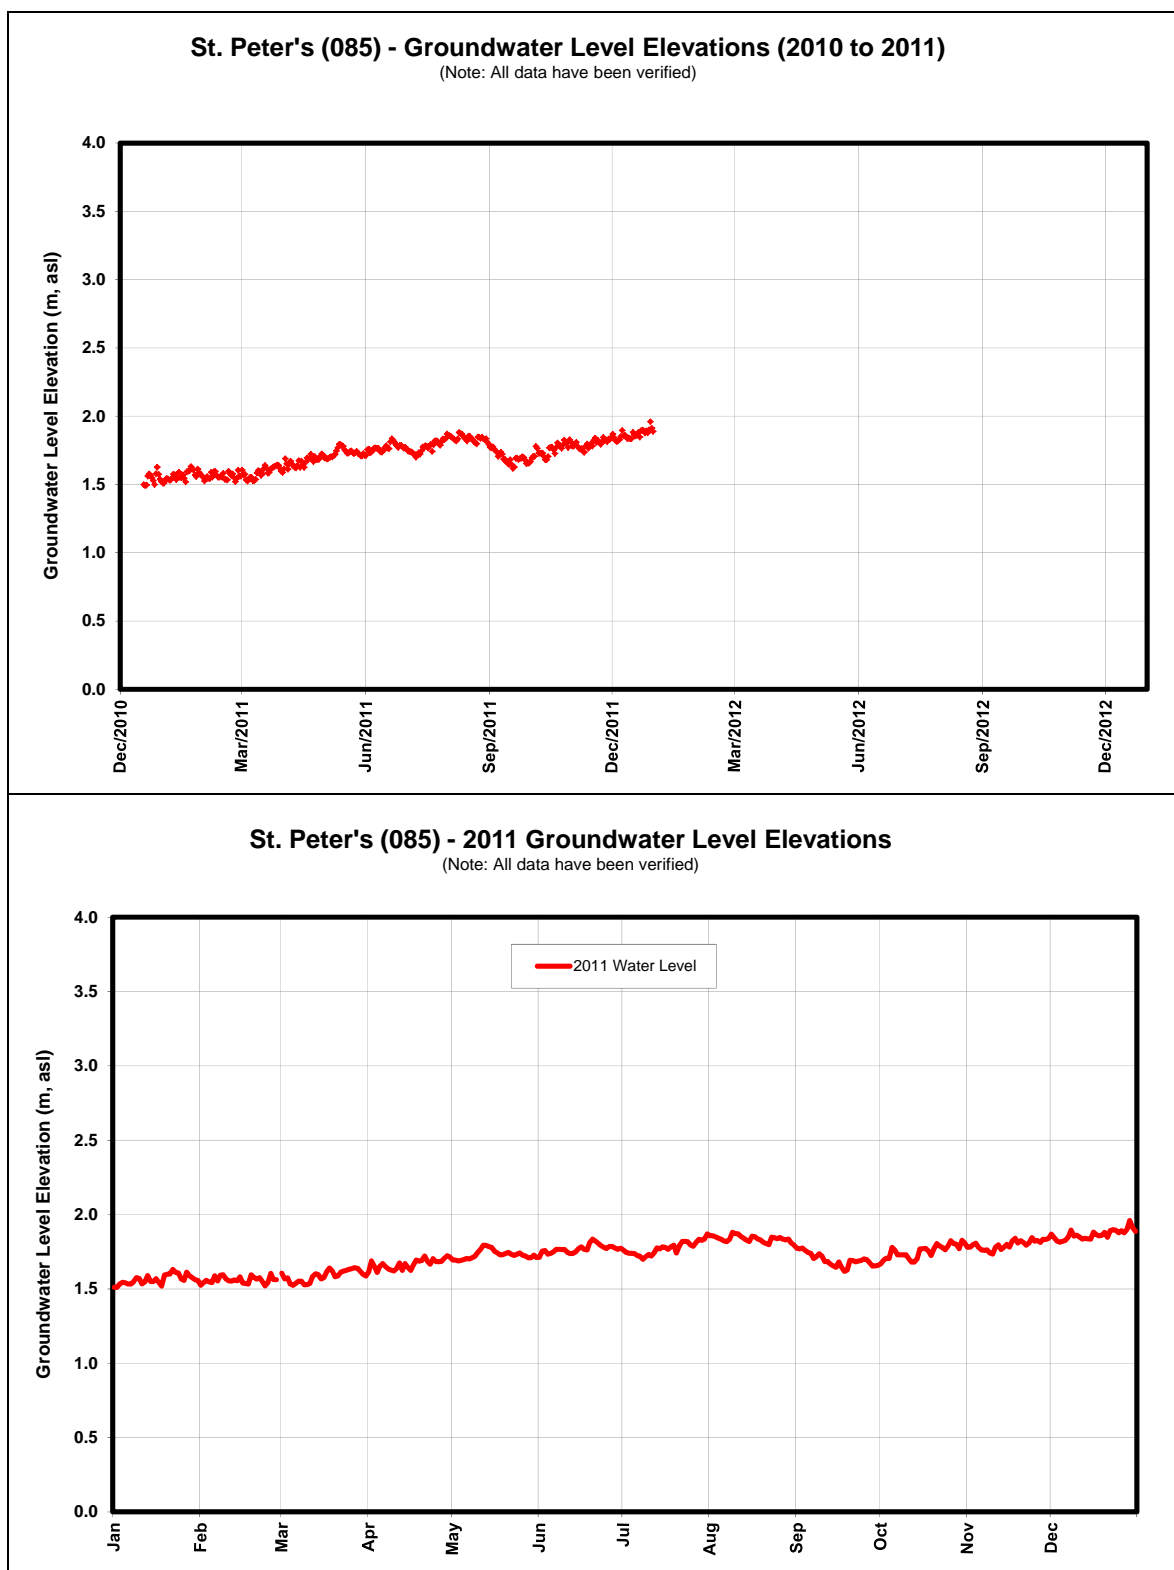 St. Peter's (085) - Groundwater Level Elevations (2010 to 2011)
(Note: All data have been verified)
Groundwater Level Elevation (m, asl)
4.0
3.5
3.0
2.5
2.0
1.5
1.0
0.5
0.0
Dec/2010
Mar/2011
Jun/2011
Sep/2011
Dec/2011
Mar/2012
Jun/2012
Sep/2012
Dec/2012
St. Peter's (085) - 2011 Groundwater Level Elevations
(Note: All data have been verified)
Groundwater Level Elevation (m, asl)
4.0
3.5
3.0
2.5
2.0
1.5
1.0
0.5
0.0
2011 Water Level
Jan
Feb
Mar
Apr
May
Jun
Jul
Aug
Sep
Oct
Nov
Dec